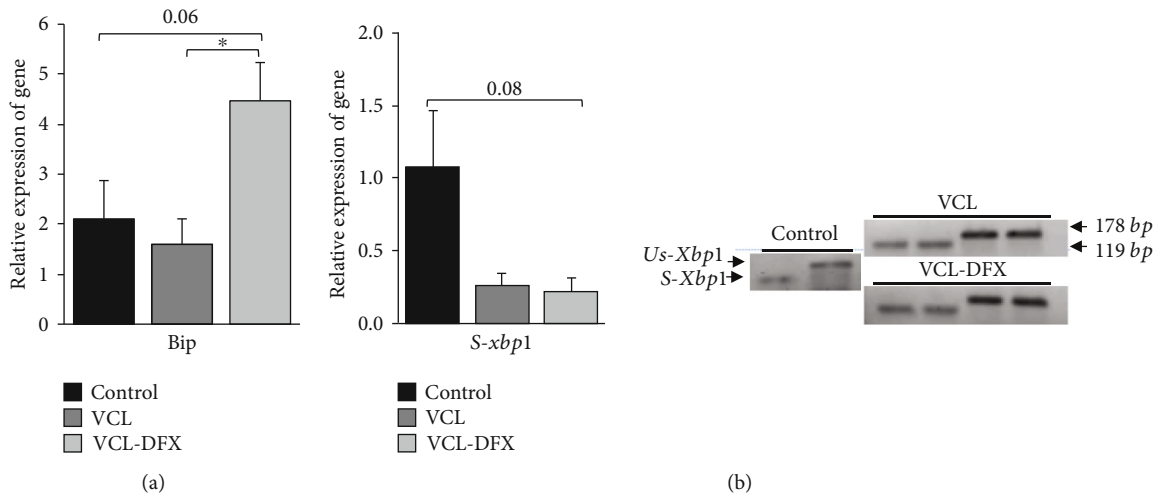 Relative expression of gene
6
5
4
3
2
1
0
0.06
*
Bip
Control
VCL
VCL-DFX
(a)
Relative expression of gene
2.0
1.5
1.0
0.5
0.0
0.08
S-xbp1
Control
VCL
VCL-DFX
Control
Us-Xbp1
S-Xbp1
VCL
178 bp
119 bp
VCL-DFX
(b)